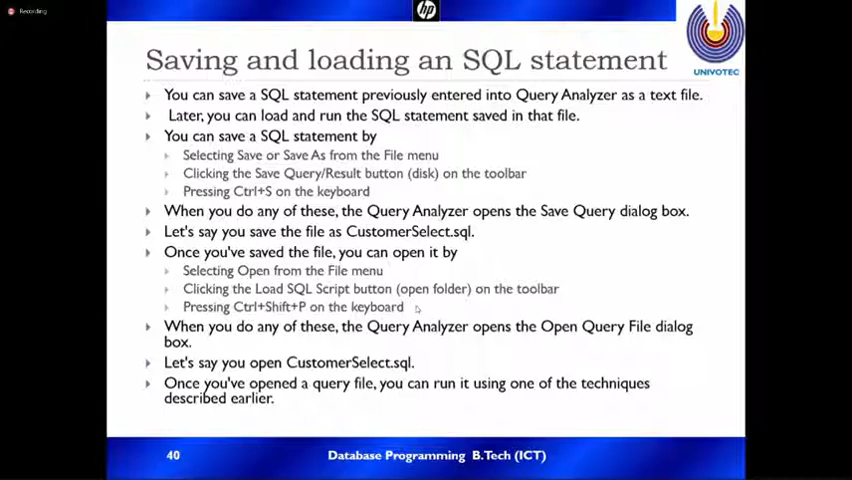 Recording
hp
Saving and loading an SQL statement
UNIVOTEC
You can save a SQL statement previously entered into Query Analyzer as a text file.
Later, you can load and run the SQL statement saved in that file.
You can save a SQL statement by
Selecting Save or Save As from the File menu
Clicking the Save Query/Result button (disk) on the toolbar
Pressing Ctrl+S on the keyboard
When you do any of these, the Query Analyzer opens the Save Query dialog box.
Let's say you save the file as CustomerSelect.sql.
Once you've saved the file, you can open it by
Selecting Open from the File menu
Clicking the Load SQL Script button (open folder) on the toolbar
Pressing Ctrl+Shift+P on the keyboard
When you do any of these, the Query Analyzer opens the Open Query File dialog
box.
Let's say you open CustomerSelect.sql.
Once you've opened a query file, you can run it using one of the techniques
described earlier.
40
Database Programming B.Tech (ICT)